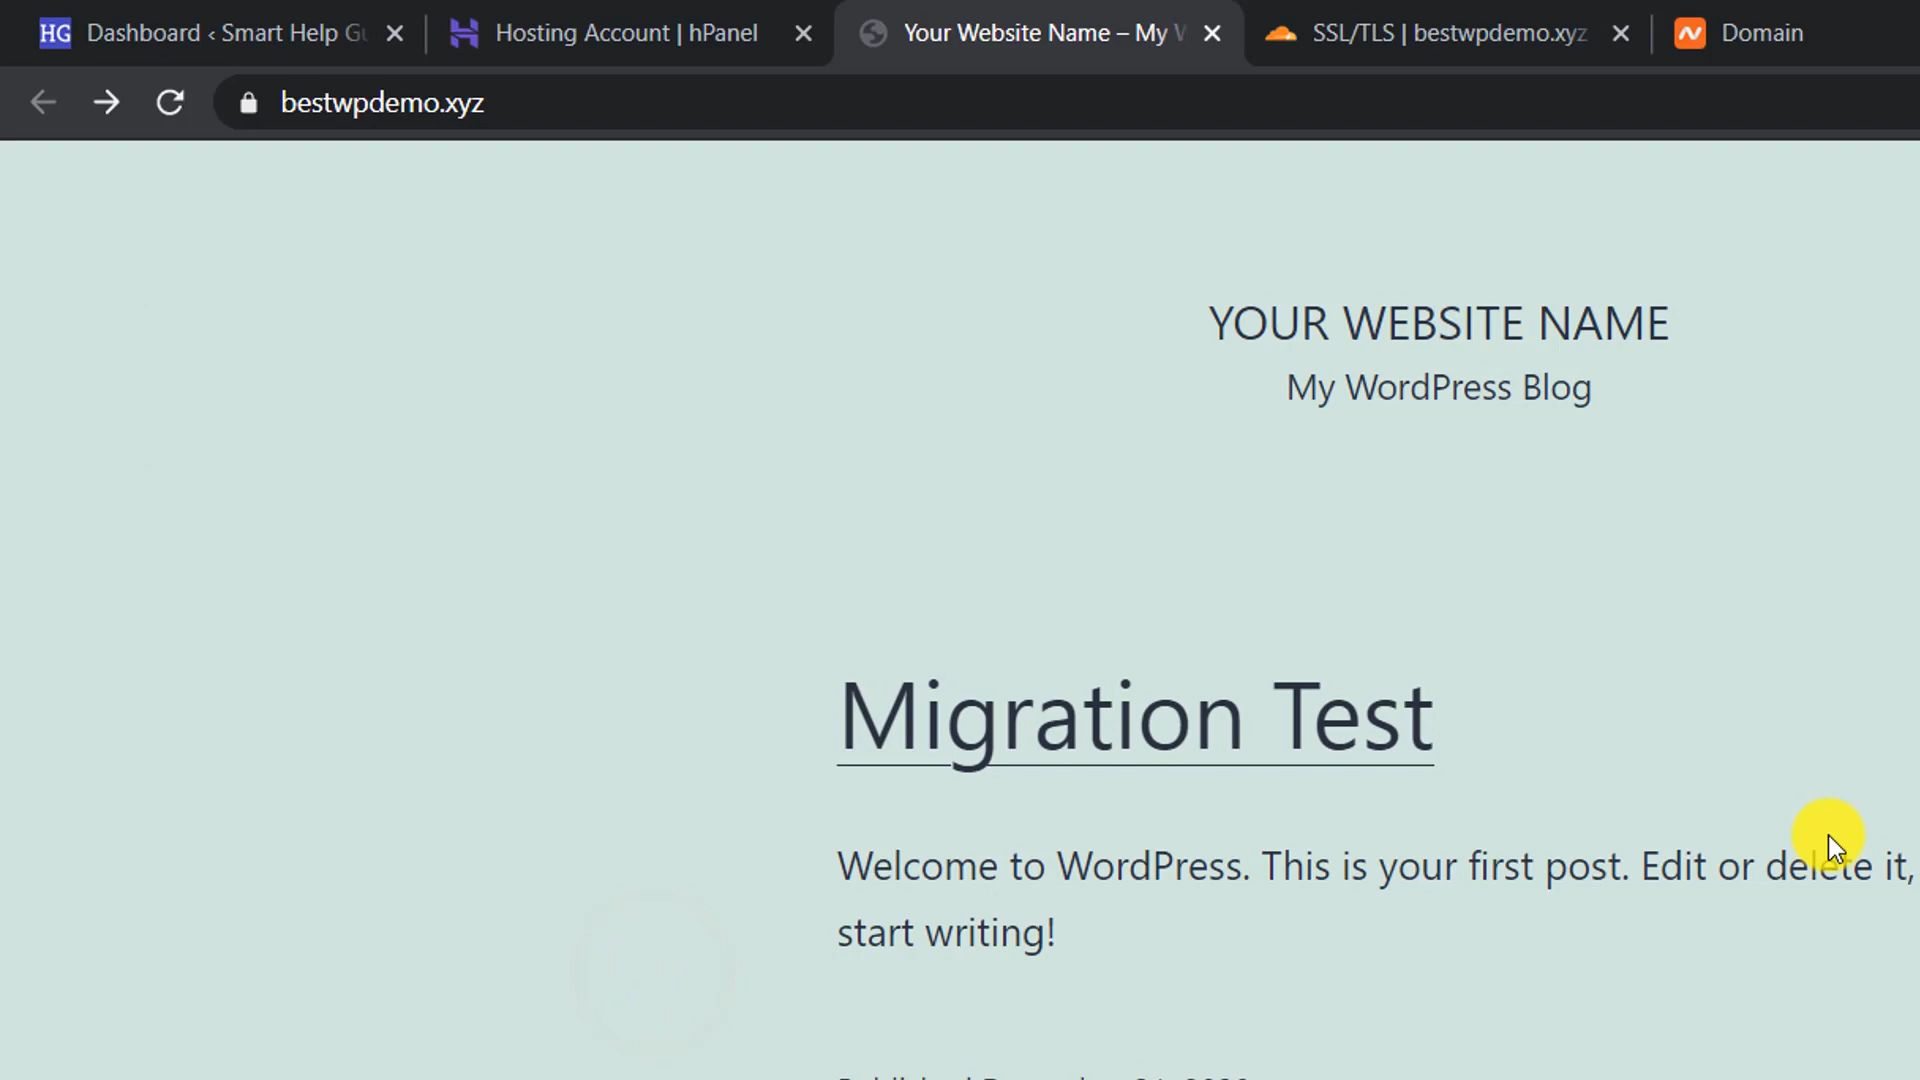 HG Dashboard ‹ Smart Help Gu
Hosting Account | hPanel
Your Website Name – My W
SSL/TLS | bestwpdemo.xyz
Domain
bestwpdemo.xyz
YOUR WEBSITE NAME
My WordPress Blog
Migration Test
Welcome to WordPress. This is your first post. Edit or delete it,
start writing!